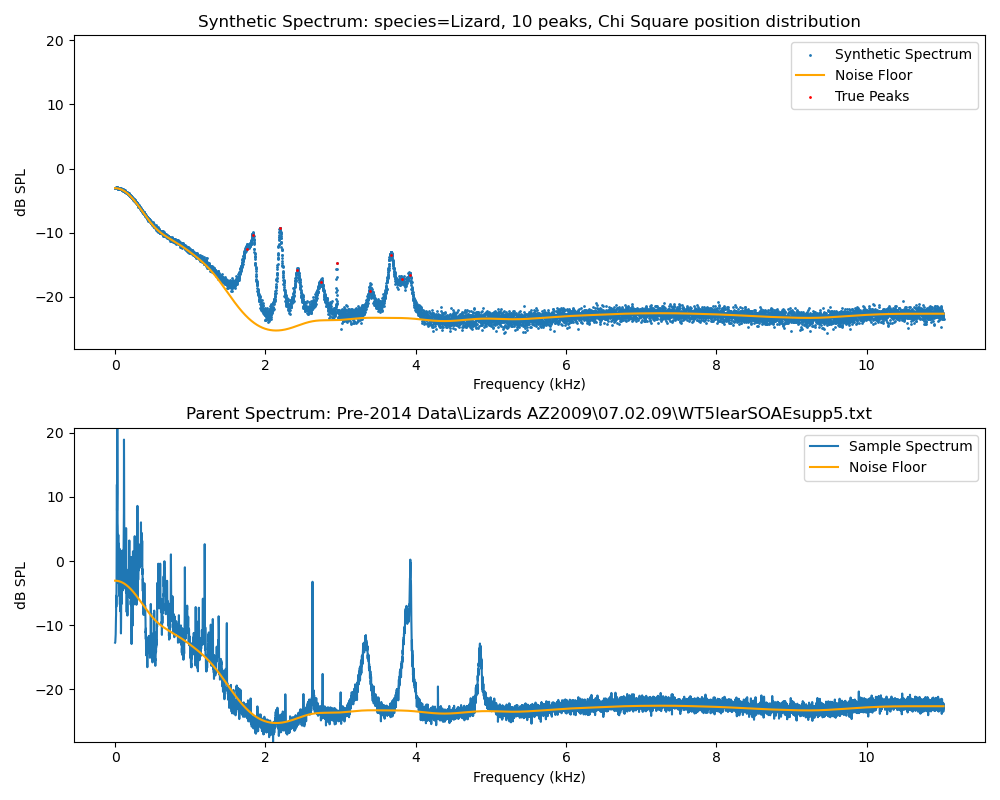 Synthetic Spectrum: species=Lizard, 10 peaks, Chi Square position distribution
20
10
0
−10
−20
dB SPL
Synthetic Spectrum
Noise Floor
True Peaks
0 2 4 6 8 10
Frequency (kHz)
Parent Spectrum: Pre-2014 Data\Lizards AZ2009\07.02.09\WT5learSOAEsupp5.txt
20
10
0
−10
−20
dB SPL
Sample Spectrum
Noise Floor
0 2 4 6 8 10
Frequency (kHz)